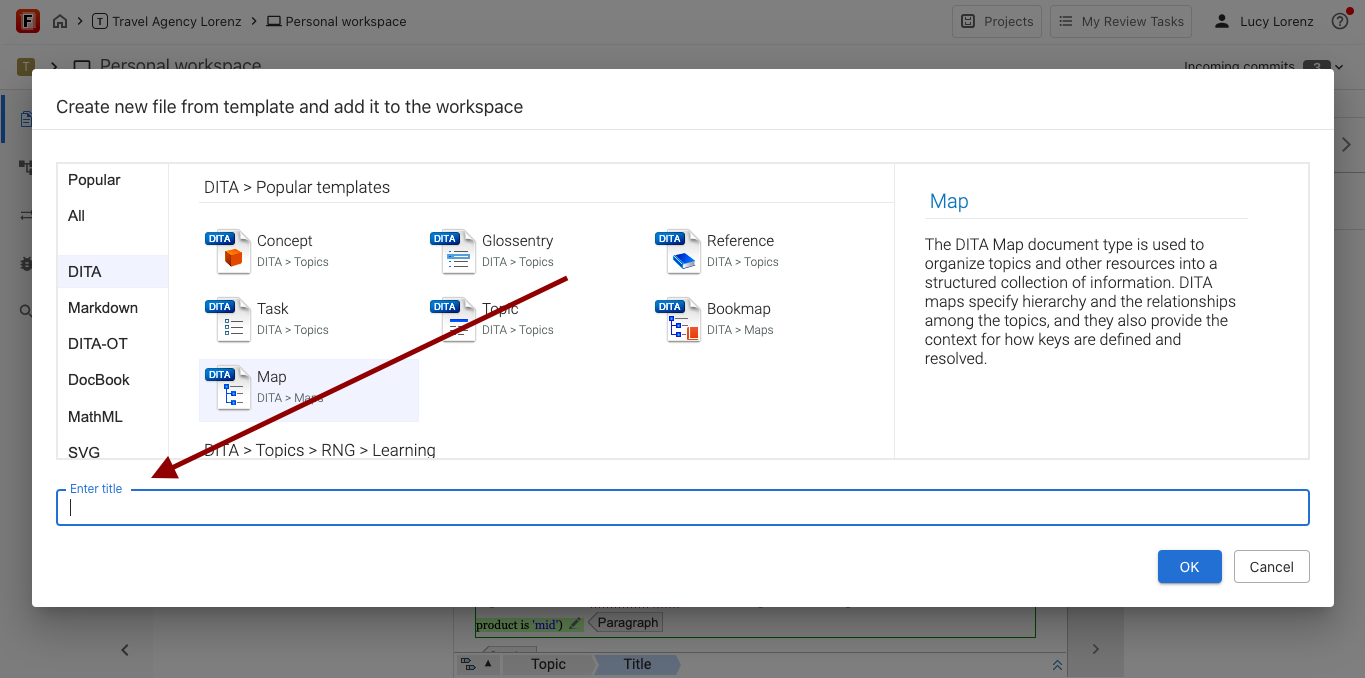 F
T Travel Agency Lorenz
Personal workspace
Projects
My Review Tasks
Lucy Lorenz
T
Personal workspace
Incoming commits
3
Create new file from template and add it to the workspace
Popular
All
DITA
Markdown
DITA-OT
DocBook
MathML
SVG
DITA > Popular templates
DITA
Concept
DITA > Topics
DITA
Glossentry
DITA > Topics
DITA
Reference
DITA > Topics
DITA
Task
DITA > Topics
DITA
Topic
DITA > Topics
DITA
Bookmap
DITA > Maps
DITA
Map
DITA > Maps
DITA > Topics > RNG > Learning
Map
The DITA Map document type is used to
organize topics and other resources into a
structured collection of information. DITA
maps specify hierarchy and the relationships
among the topics, and they also provide the
context for how keys are defined and
resolved.
Enter title
OK
Cancel
product is 'mid')
Paragraph
Topic
Title